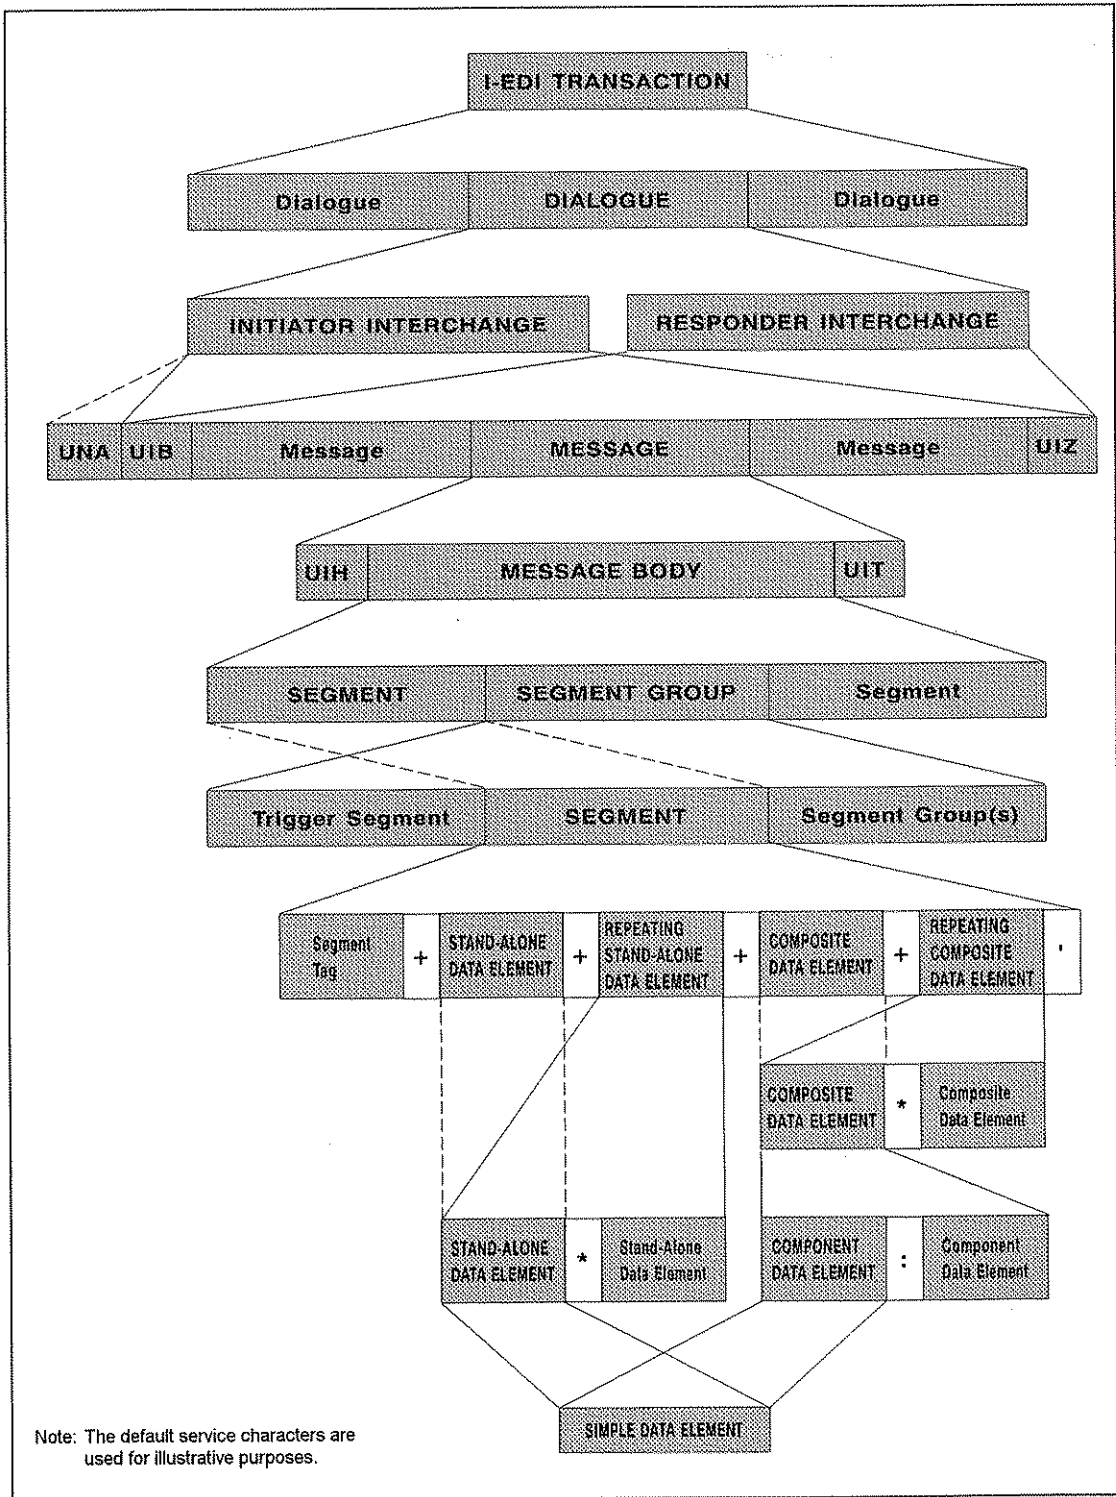 I-EDI TRANSACTION
Dialogue DIALOGUE Dialogue
INITIATOR INTERCHANGE RESPONDER INTERCHANGE
UNA UIB Message MESSAGE Message UIZ
UIH MESSAGE BODY UIT
SEGMENT SEGMENT GROUP Segment
Trigger Segment SEGMENT Segment Group(s)
Segment Tag + STAND-ALONE DATA ELEMENT + REPEATING STAND-ALONE DATA ELEMENT + COMPOSITE DATA ELEMENT + REPEATING COMPOSITE DATA ELEMENT '
COMPOSITE DATA ELEMENT * Composite Data Element
STAND-ALONE DATA ELEMENT * Stand-Alone Data Element COMPONENT DATA ELEMENT : Component Data Element
SIMPLE DATA ELEMENT
Note: The default service characters are
used for illustrative purposes.